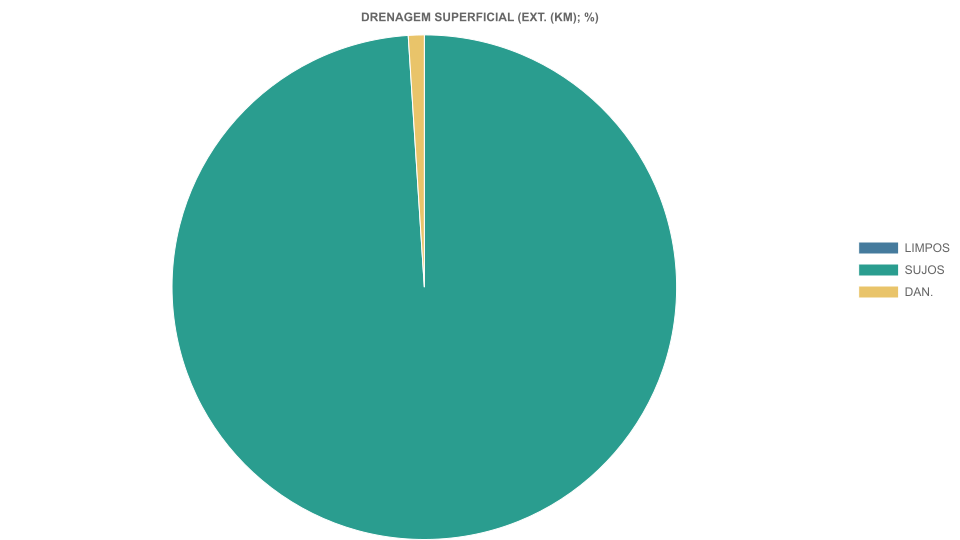 DRENAGEM SUPERFICIAL (EXT. (KM); %)
LIMPOS
SUJOS
DAN.